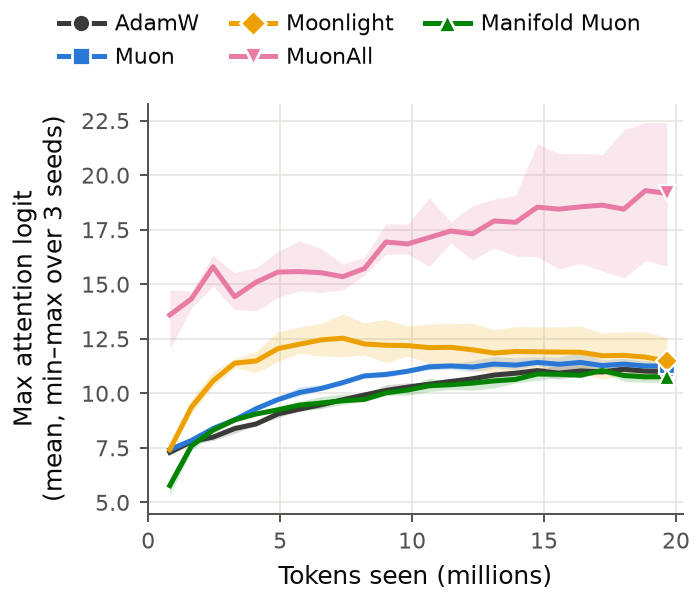 AdamW Moonlight Manifold Muon
Muon MuonAll
Max attention logit
(mean, min–max over 3 seeds)
22.5
20.0
17.5
15.0
12.5
10.0
7.5
5.0
0 5 10 15 20
Tokens seen (millions)